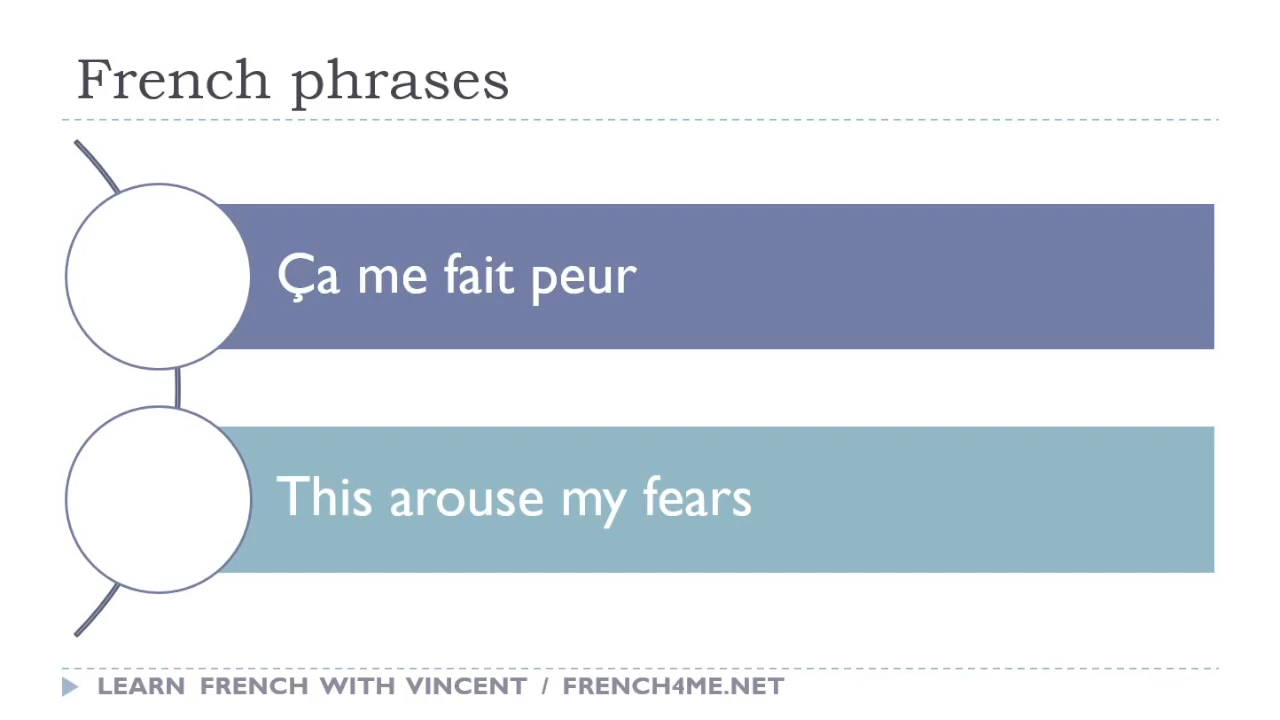 French phrases
Ça me fait peur
This arouse my fears
LEARN FRENCH WITH VINCENT / FRENCH4ME.NET